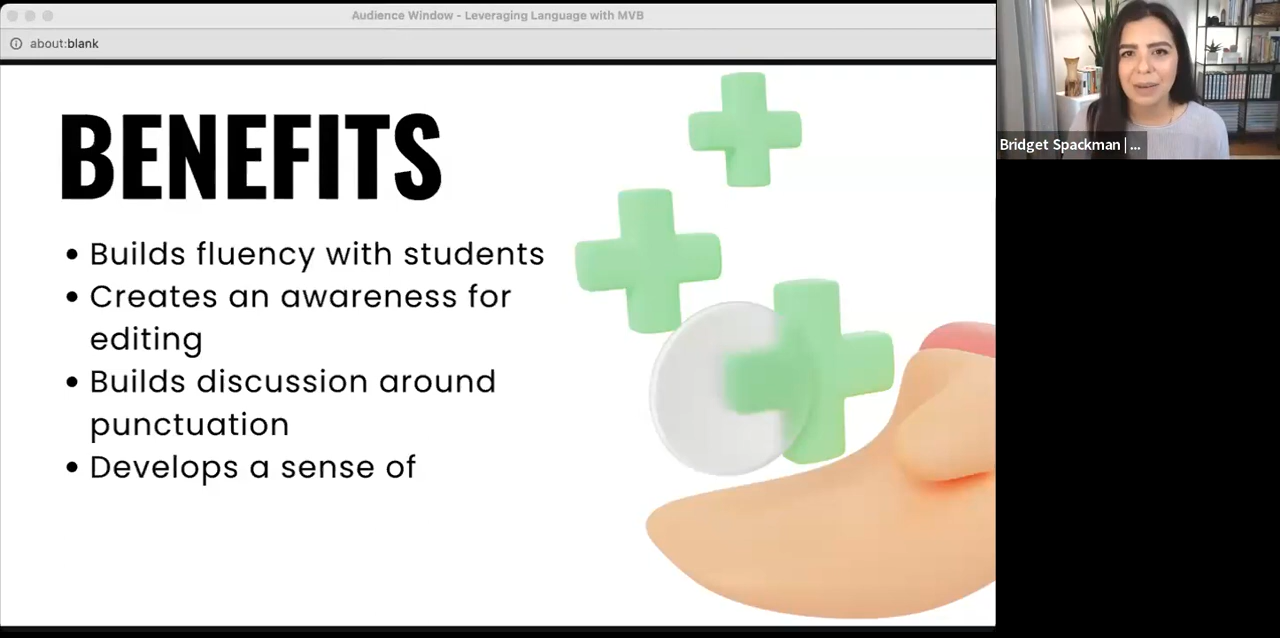 Audience Window - Leveraging Language with MVB
about:blank
BENEFITS
• Builds fluency with students
• Creates an awareness for
editing
• Builds discussion around
punctuation
• Develops a sense of
Bridget Spackman | ...